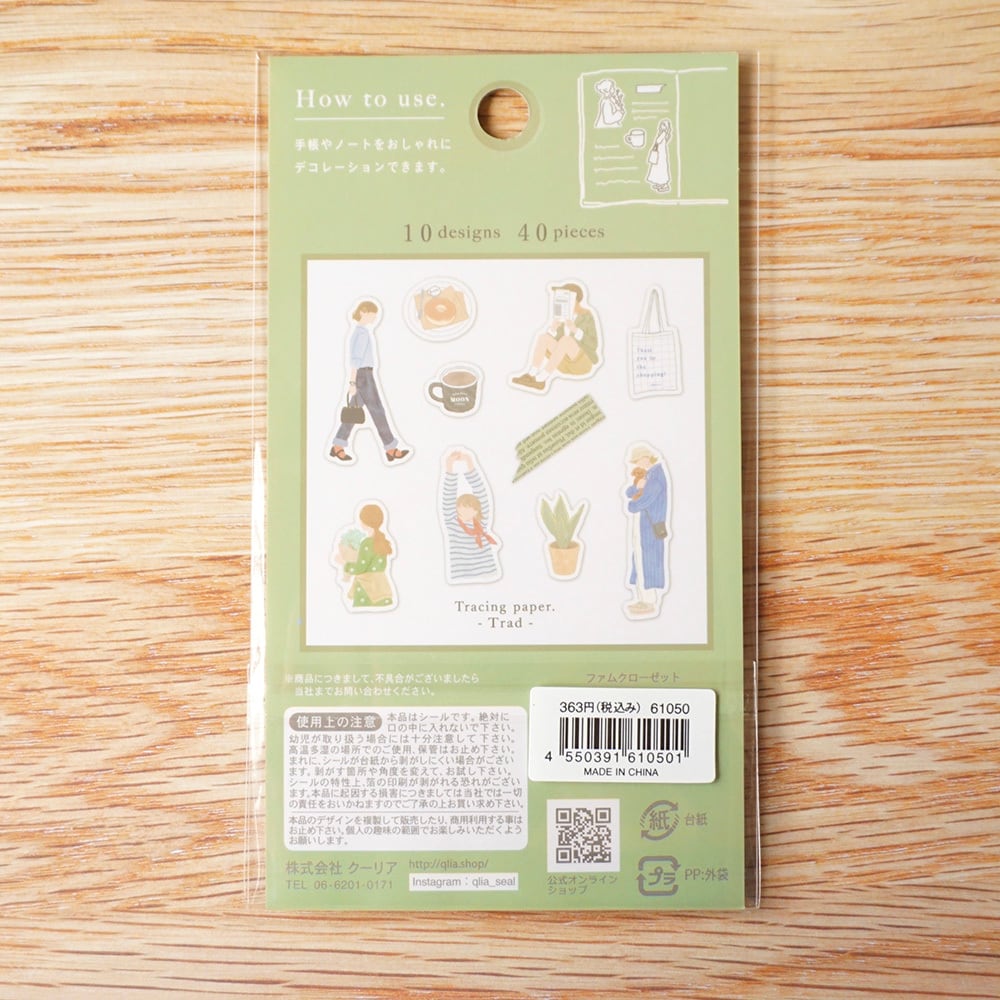 How to use.
手帳やノートをおしゃれに
デコレーションできます。
10 designs 40 pieces
Thank
you for
the
shopping!
MOON
Tracing paper.
- Trad -
※商品につきまして、不具合がございましたら
当社までお問い合わせください。
ファムクローゼット
363円(税込み) 61050
4 550391 610501
MADE IN CHINA
使用上の注意 本品はシールです。絶対に
口の中に入れないで下さい。
幼児が取り扱う場合には十分注意して下さい。
高温多湿の場所でのご使用、保管はお止め下さい。
まれに、シールが台紙から剥がしにくい場合がござい
ます。剥がす箇所や角度を変えて、お試し下さい。
シールの特性上、箔の印刷が剥がれる恐れがござい
ます。本品に起因する損害につきましては当社では一切
の責任をおいかねますのでご了承の上お買い求め下さい。
本品のデザインを複製して販売したり、商用利用する事は
お止め下さい。個人の趣味の範囲でお楽しみいただくよう
お願いします。
株式会社 クーリア http://qlia.shop/
TEL 06-6201-0171 Instagram：qlia_seal
公式オンライン
ショップ
紙 台紙
プラ PP:外袋